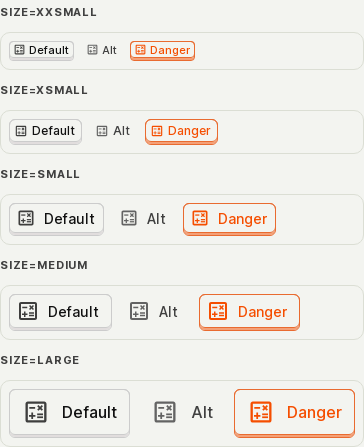 SIZE=XXSMALL
Default Alt Danger
SIZE=XSMALL
Default Alt Danger
SIZE=SMALL
Default Alt Danger
SIZE=MEDIUM
Default Alt Danger
SIZE=LARGE
Default Alt Danger